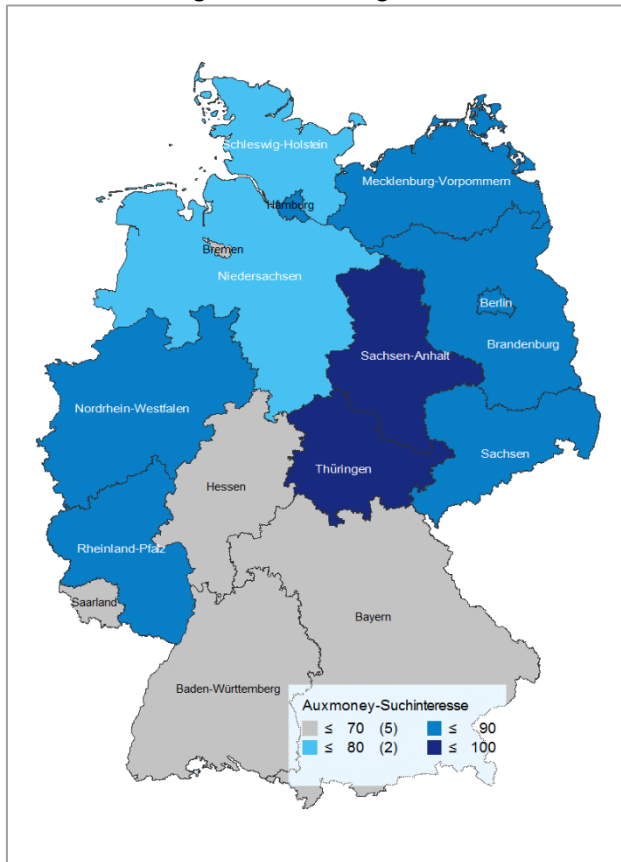 Schleswig-Holstein
Mecklenburg-Vorpommern
Hamburg
Bremen
Niedersachsen
Berlin
Brandenburg
Sachsen-Anhalt
Nordrhein-Westfalen
Sachsen
Thüringen
Hessen
Rheinland-Pfalz
Saarland
Bayern
Baden-Württemberg
Auxmoney-Suchinteresse
≤ 70 (5) ≤ 90
≤ 80 (2) ≤ 100